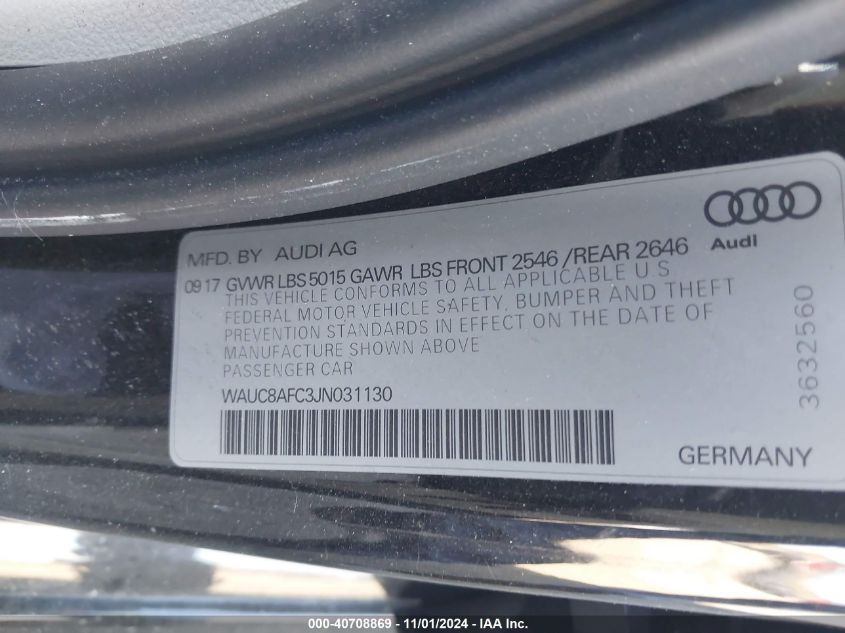 MFD. BY AUDI AG
Audi
09 17 GVWR LBS 5015 GAWR LBS FRONT 2546 /REAR 2646
THIS VEHICLE CONFORMS TO ALL APPLICABLE U S
FEDERAL MOTOR VEHICLE SAFETY, BUMPER AND THEFT
PREVENTION STANDARDS IN EFFECT ON THE DATE OF
MANUFACTURE SHOWN ABOVE
PASSENGER CAR
WAUC8AFC3JN031130
3632560
GERMANY
000-40708869 - 11/01/2024 - IAA Inc.